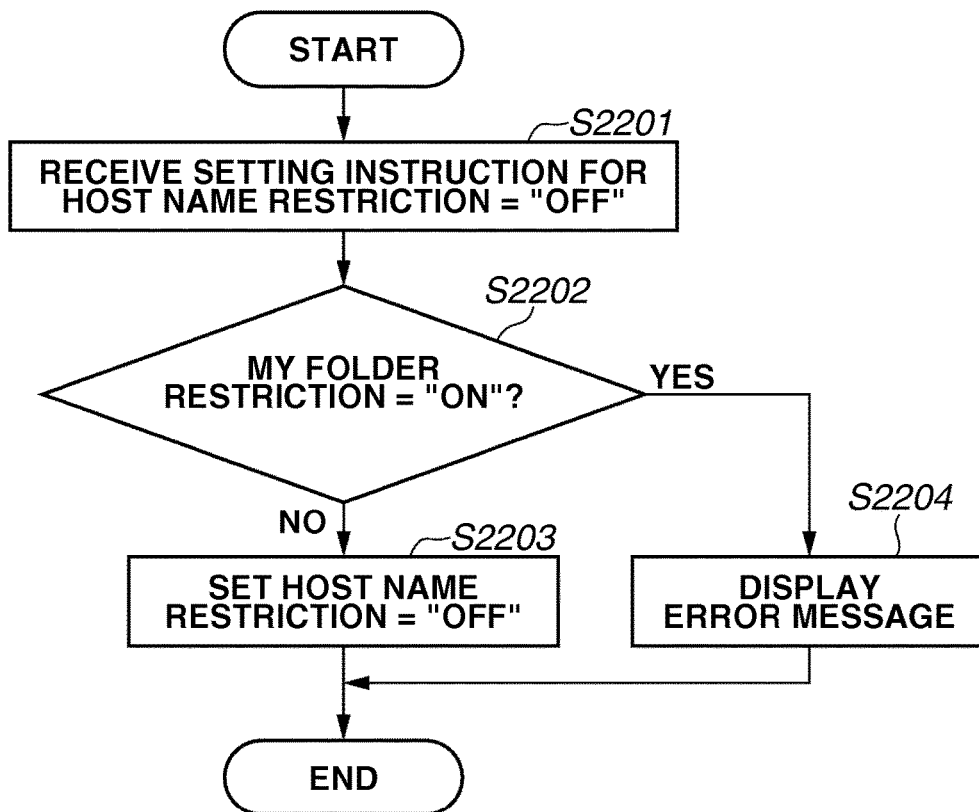 START
S2201
RECEIVE SETTING INSTRUCTION FOR
HOST NAME RESTRICTION = "OFF"
S2202
MY FOLDER
RESTRICTION = "ON"?
YES
NO
S2203
SET HOST NAME
RESTRICTION = "OFF"
S2204
DISPLAY
ERROR MESSAGE
END